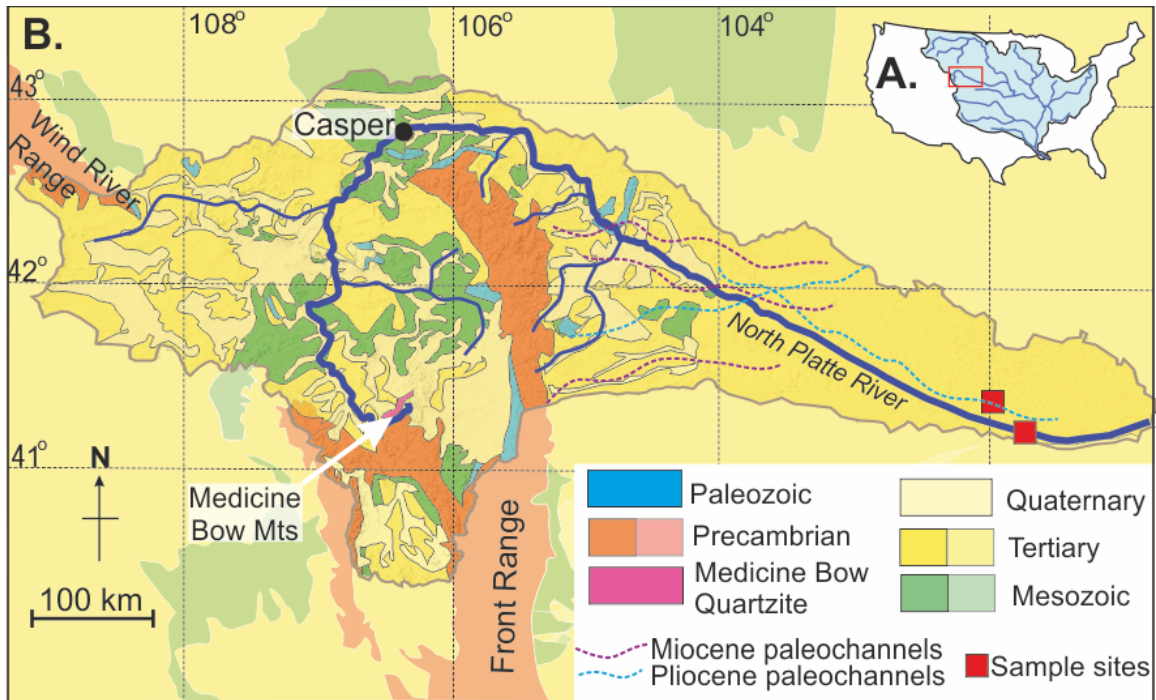 B.
108°
106°
104°
A.
43°
Casper
Wind River
Range
42°
North Platte River
41°
N
Medicine
Bow Mts
100 km
Front Range
Paleozoic
Precambrian
Medicine Bow
Quartzite
Quaternary
Tertiary
Mesozoic
Miocene paleochannels
Pliocene paleochannels
Sample sites